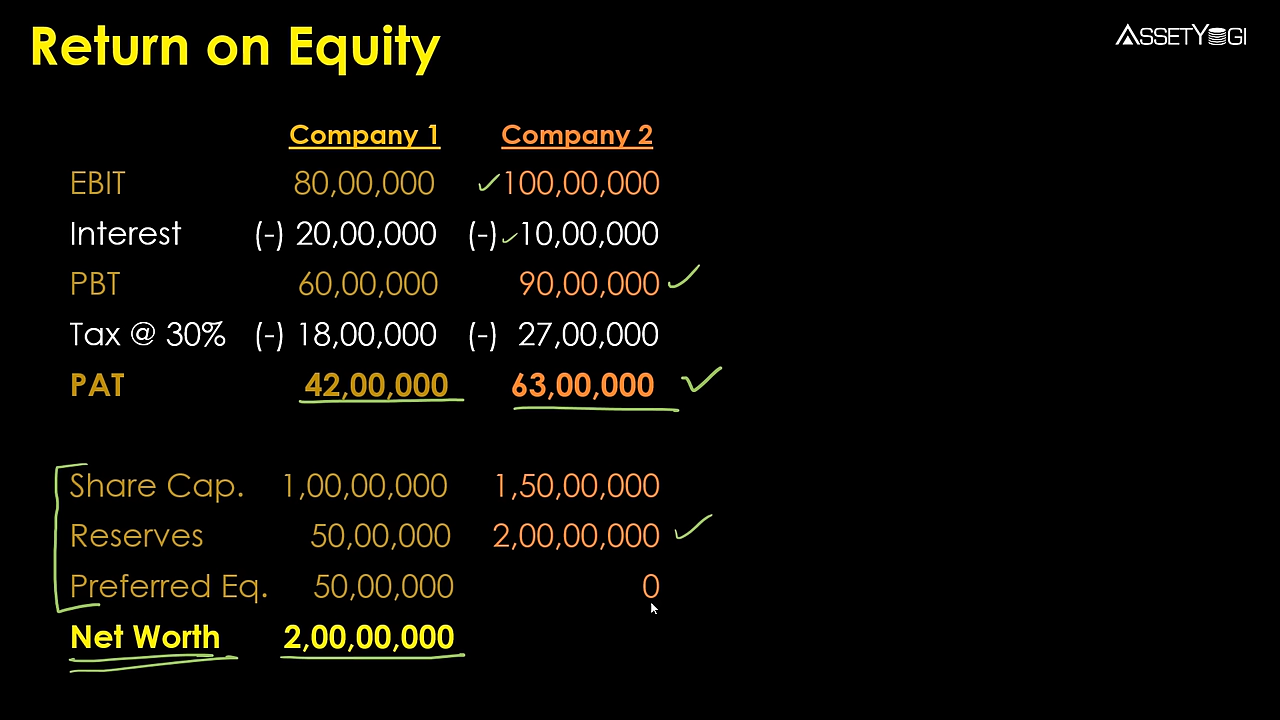 Return on Equity
ASSETYOGI
Company 1 Company 2
EBIT 80,00,000 100,00,000
Interest (-) 20,00,000 (-) 10,00,000
PBT 60,00,000 90,00,000
Tax @ 30% (-) 18,00,000 (-) 27,00,000
PAT 42,00,000 63,00,000
Share Cap. 1,00,00,000 1,50,00,000
Reserves 50,00,000 2,00,00,000
Preferred Eq. 50,00,000 0
Net Worth 2,00,00,000